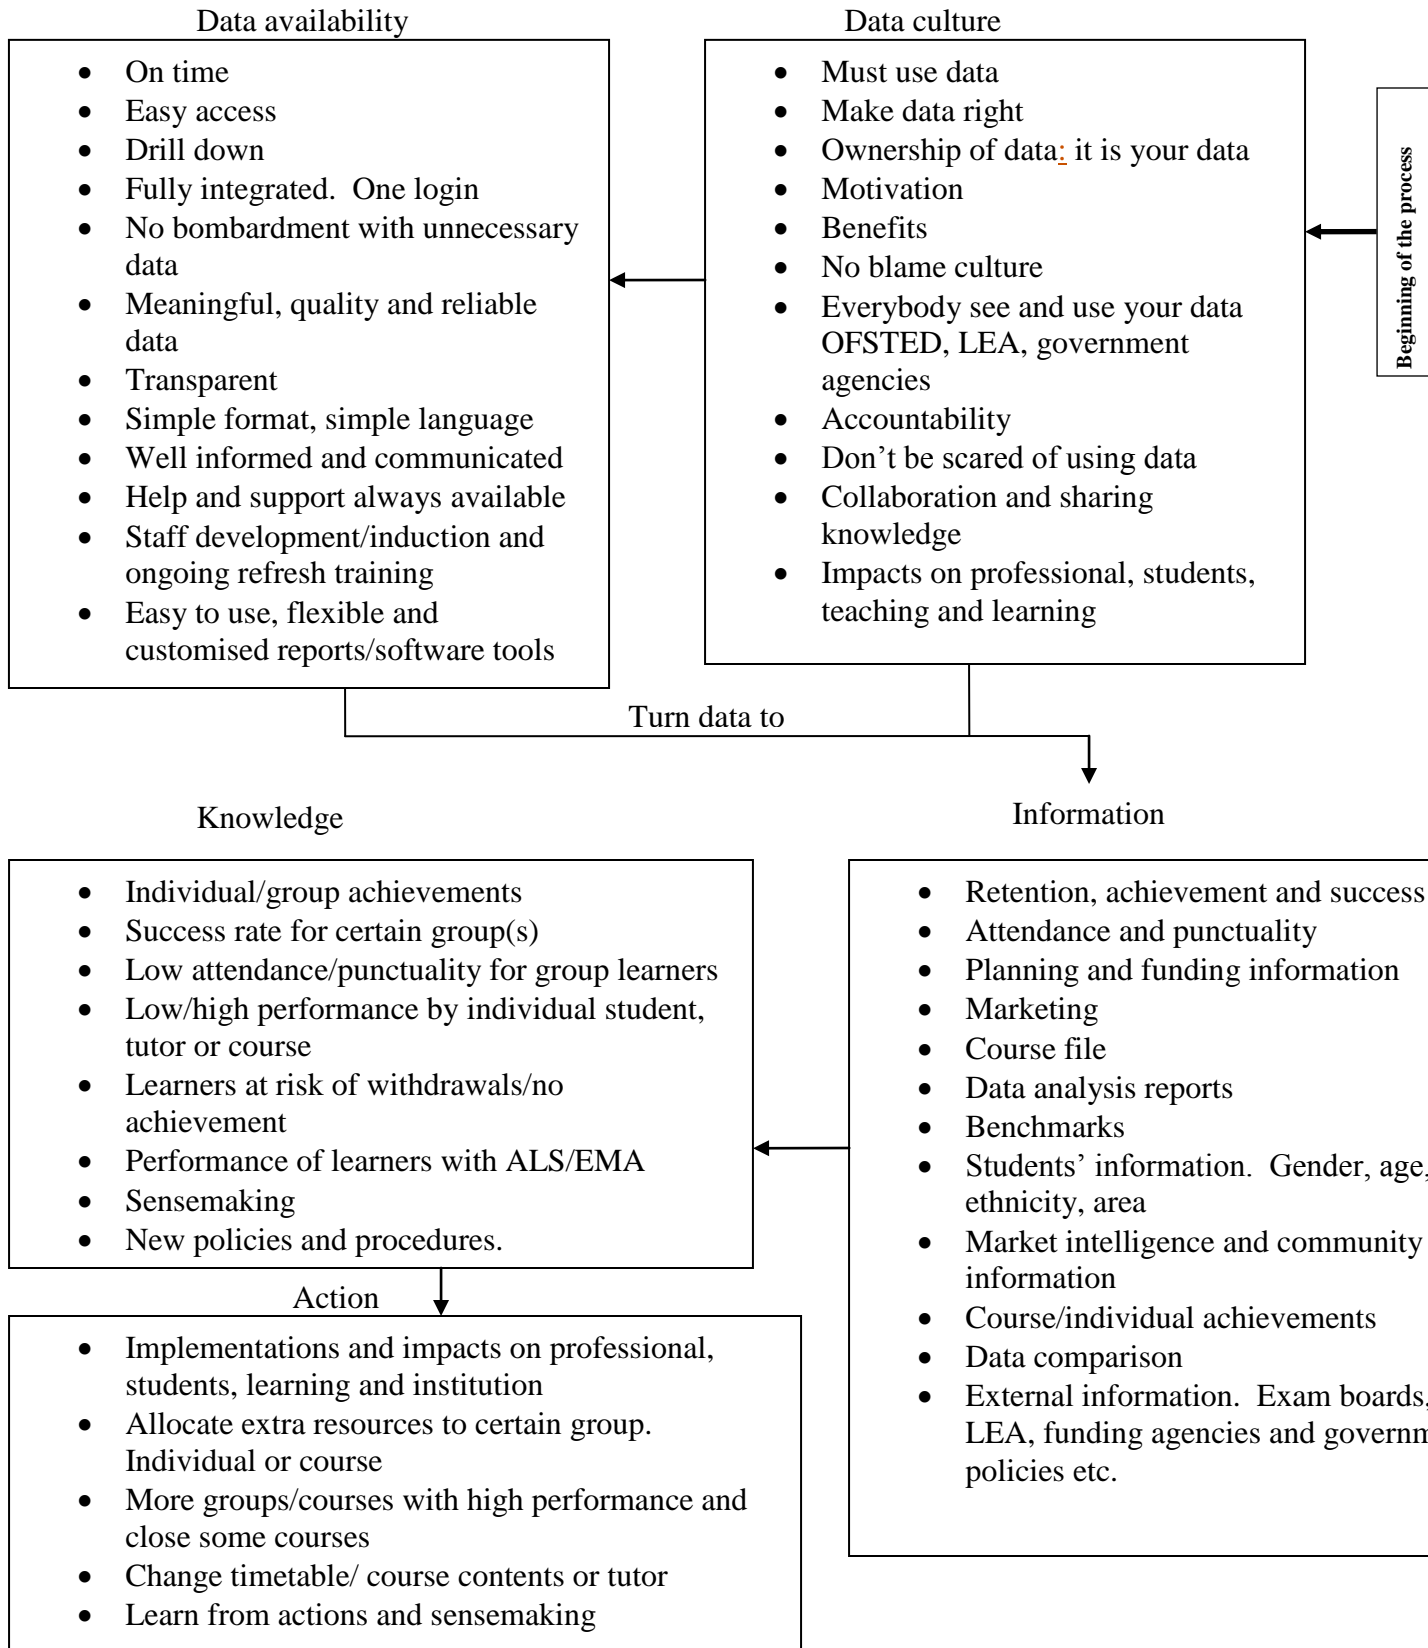 Data availability
• On time
• Easy access
• Drill down
• Fully integrated.  One login
• No bombardment with unnecessary
data
• Meaningful, quality and reliable
data
• Transparent
• Simple format, simple language
• Well informed and communicated
• Help and support always available
• Staff development/induction and
ongoing refresh training
• Easy to use, flexible and
customised reports/software tools
Data culture
• Must use data
• Make data right
• Ownership of data: it is your data
• Motivation
• Benefits
• No blame culture
• Everybody see and use your data
OFSTED, LEA, government
agencies
• Accountability
• Don’t be scared of using data
• Collaboration and sharing
knowledge
• Impacts on professional, students,
teaching and learning
Beginning of the process
Turn data to
Knowledge
• Individual/group achievements
• Success rate for certain group(s)
• Low attendance/punctuality for group learners
• Low/high performance by individual student,
tutor or course
• Learners at risk of withdrawals/no
achievement
• Performance of learners with ALS/EMA
• Sensemaking
• New policies and procedures.
Information
• Retention, achievement and success
• Attendance and punctuality
• Planning and funding information
• Marketing
• Course file
• Data analysis reports
• Benchmarks
• Students’ information.  Gender, age,
ethnicity, area
• Market intelligence and community
information
• Course/individual achievements
• Data comparison
• External information.  Exam boards,
LEA, funding agencies and governm
policies etc.
Action
• Implementations and impacts on professional,
students, learning and institution
• Allocate extra resources to certain group.
Individual or course
• More groups/courses with high performance and
close some courses
• Change timetable/ course contents or tutor
• Learn from actions and sensemaking